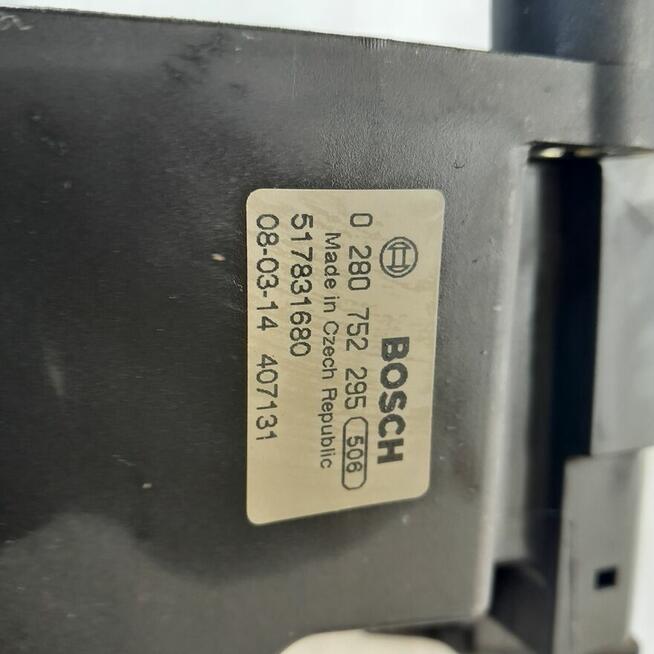 BOSCH
0 280 752 295 506
Made in Czech Republic
517831680
08-03-14 407131